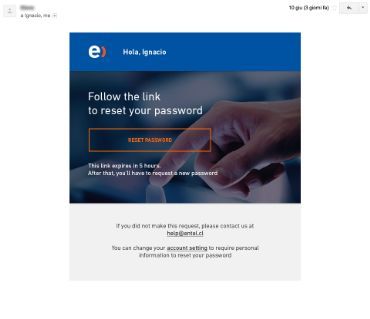 10 giu (3 giorni fa)
a Ignacio, me
e)
Hola, Ignacio
Follow the link
to reset your password
RESET PASSWORD
This link expires in 5 hours.
After that, you'll have to request a new password
If you did not make this request, please contact us at
help@entel.cl
You can change your account setting to require personal
information to reset your password